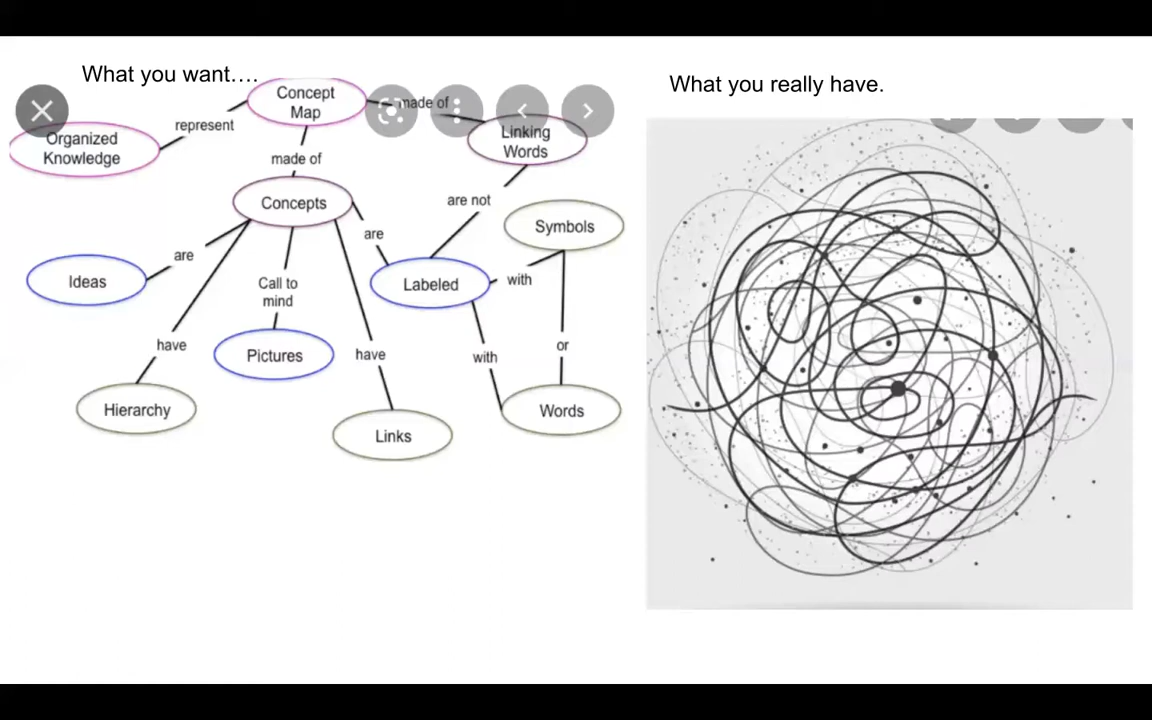 What you want....
What you really have.
Concept
Map
made of
represent
Organized
Knowledge
Linking
Words
made of
Concepts
are not
Symbols
are
are
Ideas
Call to
mind
Labeled
with
have
Pictures
have
with
or
Hierarchy
Links
Words